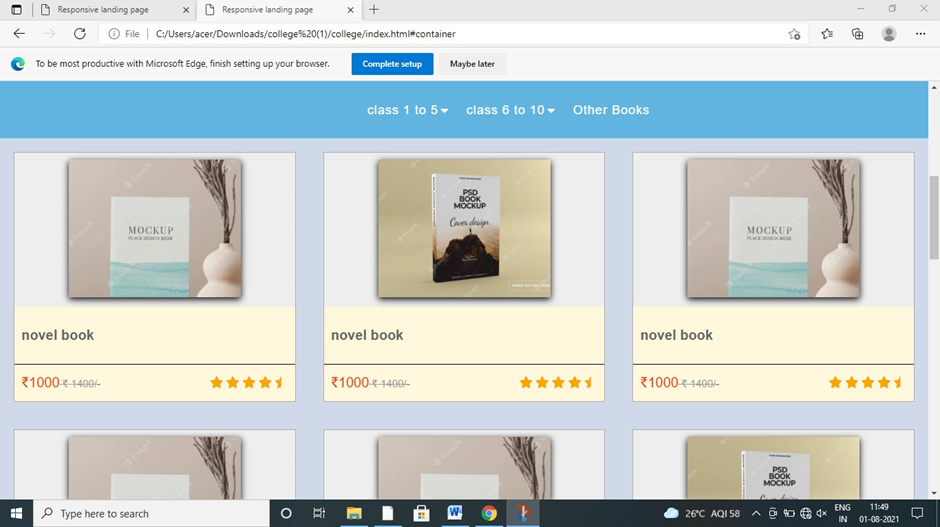 Responsive landing page
Responsive landing page
File C:/Users/acer/Downloads/college%20(1)/college/index.html#container
To be most productive with Microsoft Edge, finish setting up your browser. Complete setup Maybe later
class 1 to 5 class 6 to 10 Other Books
MOCKUP
PLACE DESIGN HERE
PSD
BOOK
MOCKUP
Cover design
MOCKUP
PLACE DESIGN HERE
novel book novel book novel book
₹1000 ₹ 1400/- ₹1000 ₹ 1400/- ₹1000 ₹ 1400/-
PSD
BOOK
MOCKUP
Cover design
Type here to search
26°C AQI 58
ENG
IN
11:49
01-08-2021